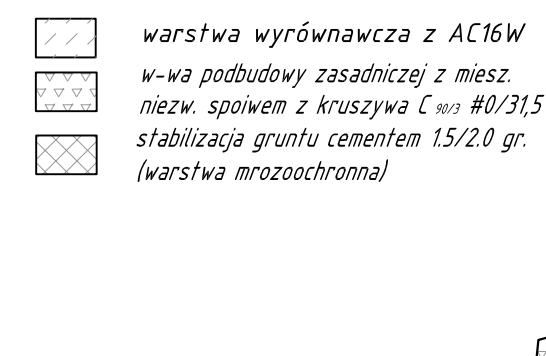 warstwa wyrównawcza z AC16W
w-wa podbudowy zasadniczej z miesz.
niezw. spoiwem z kruszywa C 90/3 #0/31,5
stabilizacja gruntu cementem 1.5/2.0 gr.
(warstwa mrozoochronna)